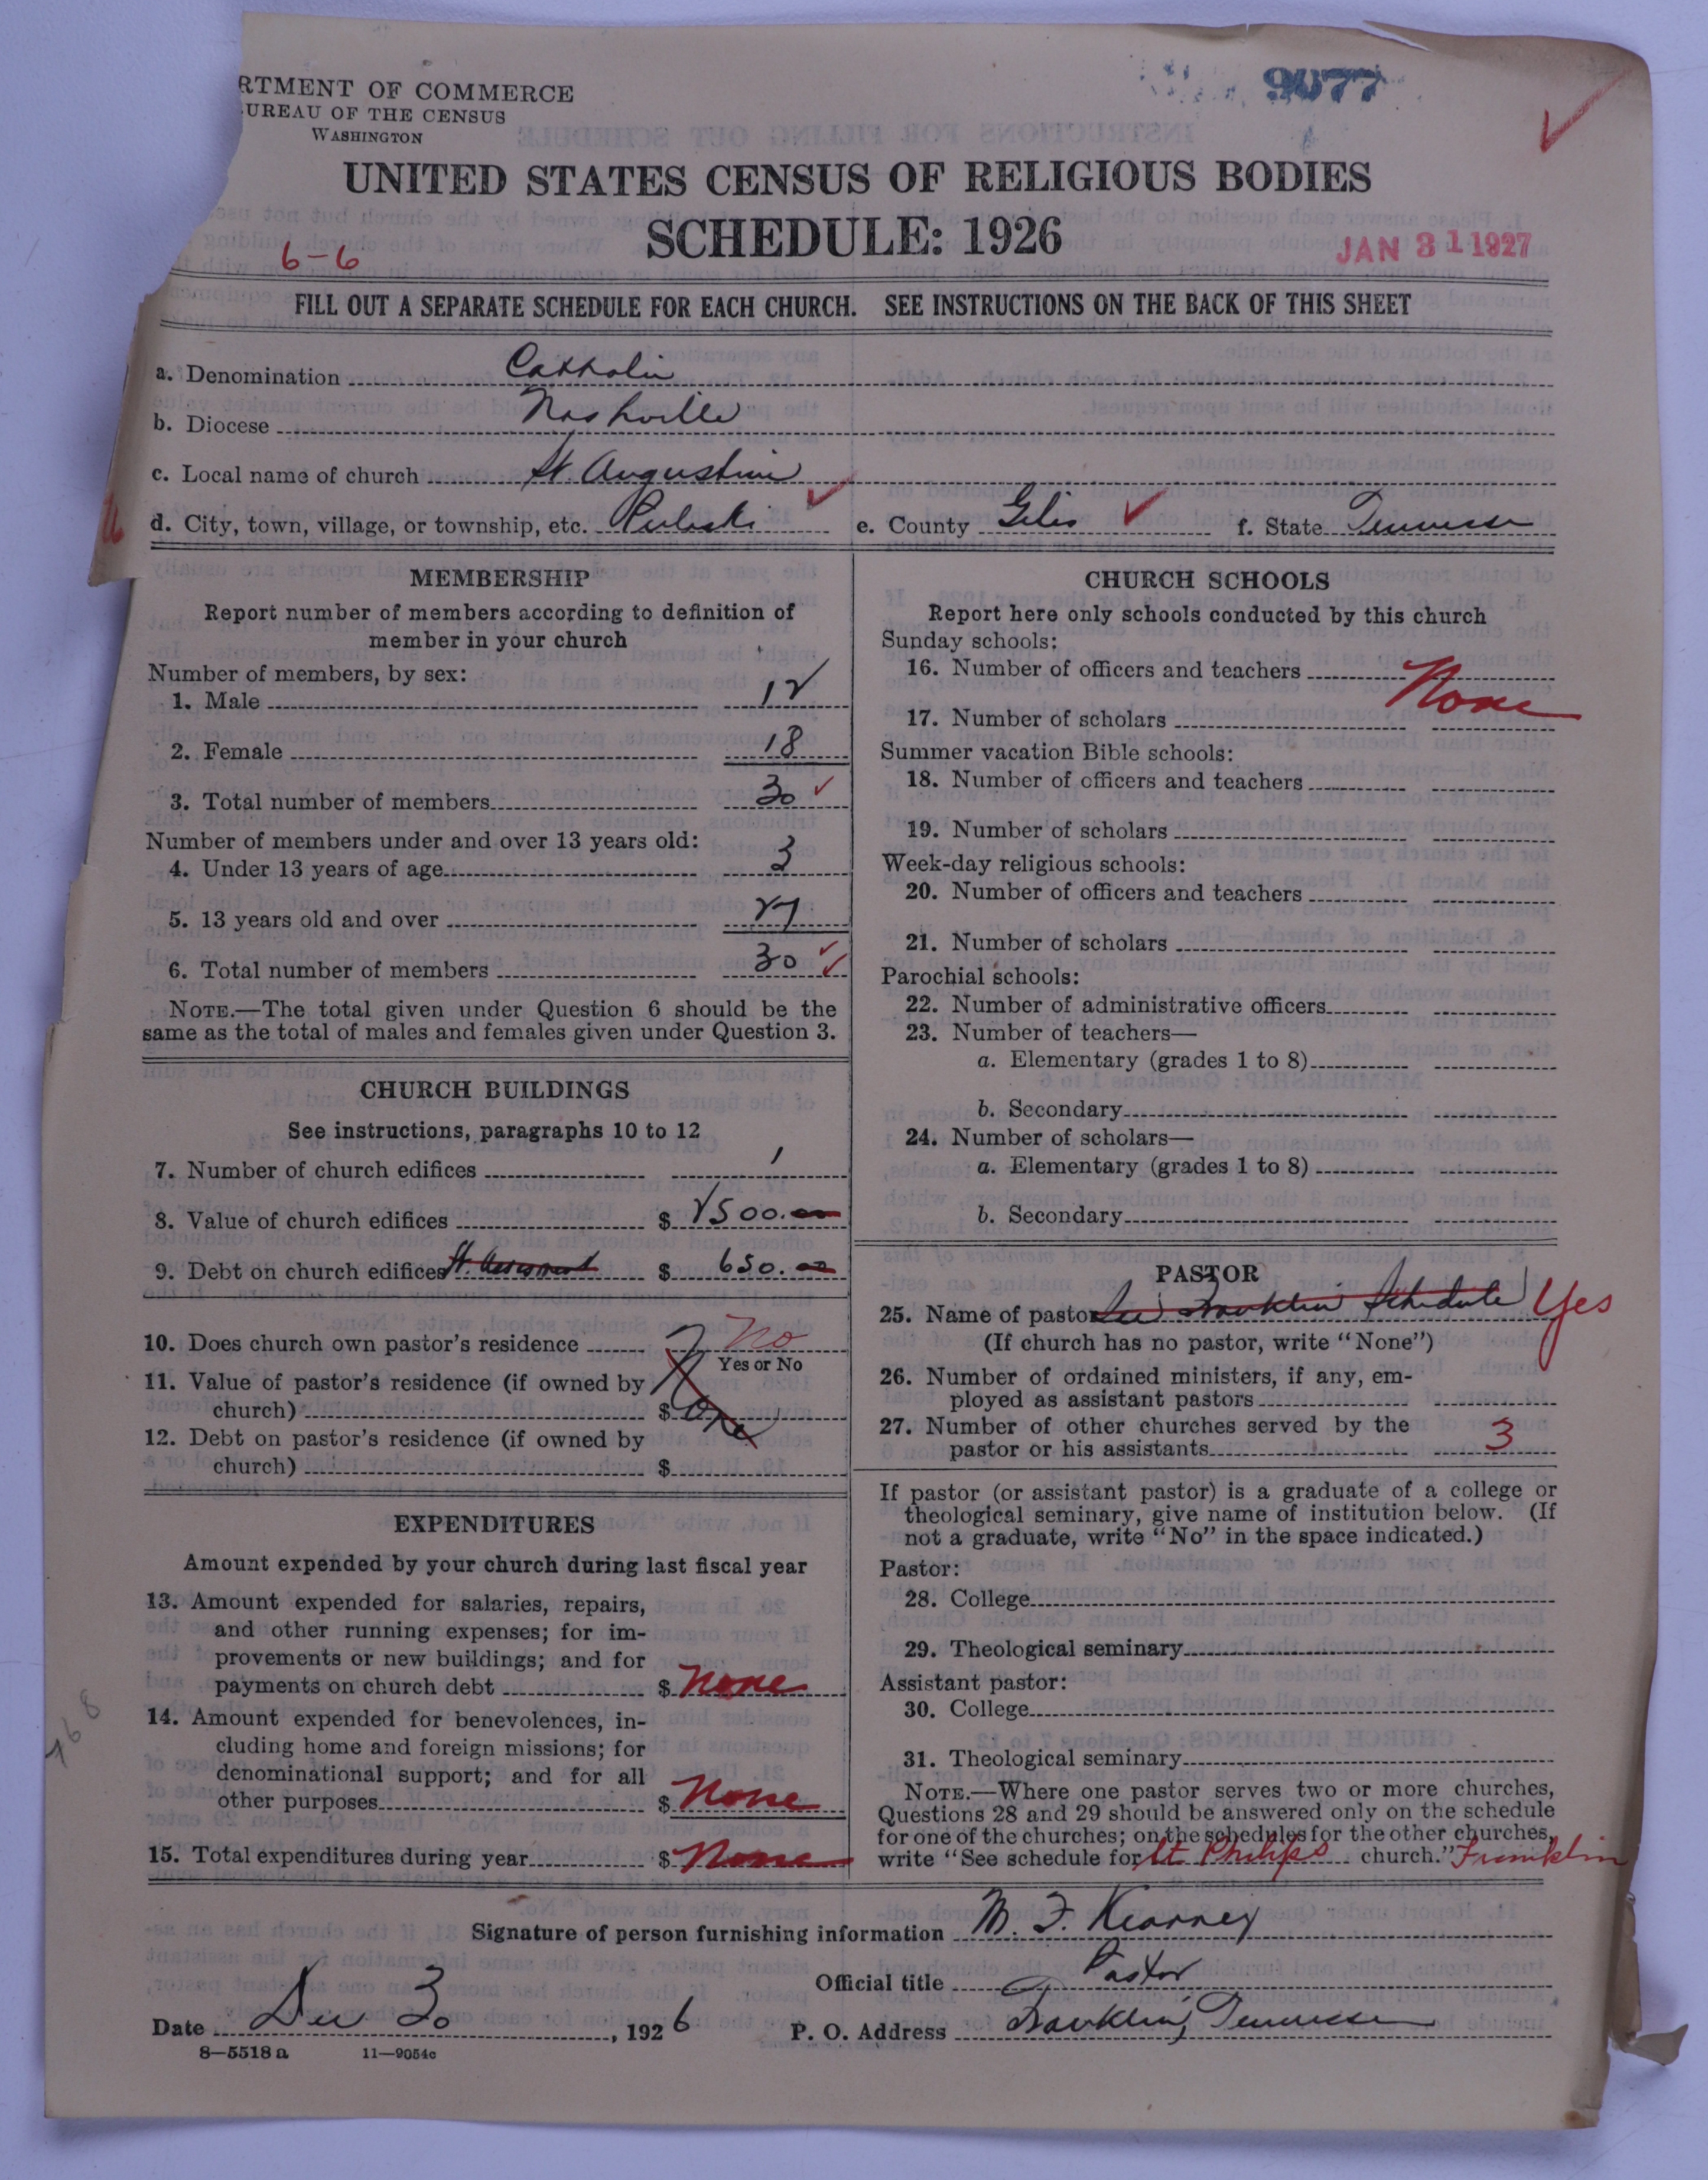 RTMENT OF COMMERCE
UREAU OF THE CENSUS
WASHINGTON
9077
UNITED STATES CENSUS OF RELIGIOUS BODIES
SCHEDULE: 1926
6-6
JAN 31 1927
FILL OUT A SEPARATE SCHEDULE FOR EACH CHURCH. SEE INSTRUCTIONS ON THE BACK OF THIS SHEET
a. Denomination Catholic
b. Diocese Nashville
c. Local name of church St. Augustine
d. City, town, village, or township, etc. Pulaski e. County Giles f. State Tennessee
MEMBERSHIP
Report number of members according to definition of
member in your church
Number of members, by sex:
1. Male 12
2. Female 18
3. Total number of members 30
Number of members under and over 13 years old:
4. Under 13 years of age 3
5. 13 years old and over 27
6. Total number of members 30
NOTE.—The total given under Question 6 should be the
same as the total of males and females given under Question 3.
CHURCH BUILDINGS
See instructions, paragraphs 10 to 12
7. Number of church edifices 1
8. Value of church edifices $ 2500.00
9. Debt on church edifices $ 650.00
10. Does church own pastor's residence No
Yes or No
11. Value of pastor's residence (if owned by
church) $ None
12. Debt on pastor's residence (if owned by
church) $
EXPENDITURES
Amount expended by your church during last fiscal year
13. Amount expended for salaries, repairs,
and other running expenses; for im-
provements or new buildings; and for
payments on church debt $ None
14. Amount expended for benevolences, in-
cluding home and foreign missions; for
denominational support; and for all
other purposes $ None
15. Total expenditures during year $ None
CHURCH SCHOOLS
Report here only schools conducted by this church
Sunday schools:
16. Number of officers and teachers None
17. Number of scholars
Summer vacation Bible schools:
18. Number of officers and teachers
19. Number of scholars
Week-day religious schools:
20. Number of officers and teachers
21. Number of scholars
Parochial schools:
22. Number of administrative officers
23. Number of teachers—
a. Elementary (grades 1 to 8)
b. Secondary
24. Number of scholars—
a. Elementary (grades 1 to 8)
b. Secondary
PASTOR
25. Name of pastor See Franklin Schedule Yes
(If church has no pastor, write "None")
26. Number of ordained ministers, if any, em-
ployed as assistant pastors
27. Number of other churches served by the
pastor or his assistants 3
If pastor (or assistant pastor) is a graduate of a college or
theological seminary, give name of institution below. (If
not a graduate, write "No" in the space indicated.)
Pastor:
28. College
29. Theological seminary
Assistant pastor:
30. College
31. Theological seminary
NOTE.—Where one pastor serves two or more churches,
Questions 28 and 29 should be answered only on the schedule
for one of the churches; on the schedules for the other churches,
write "See schedule for St Philips church." Franklin
Signature of person furnishing information M. F. Kearney
Official title Pastor
Date Dec 30, 1926 P. O. Address Franklin, Tennessee
8—5518a 11—9054c
768